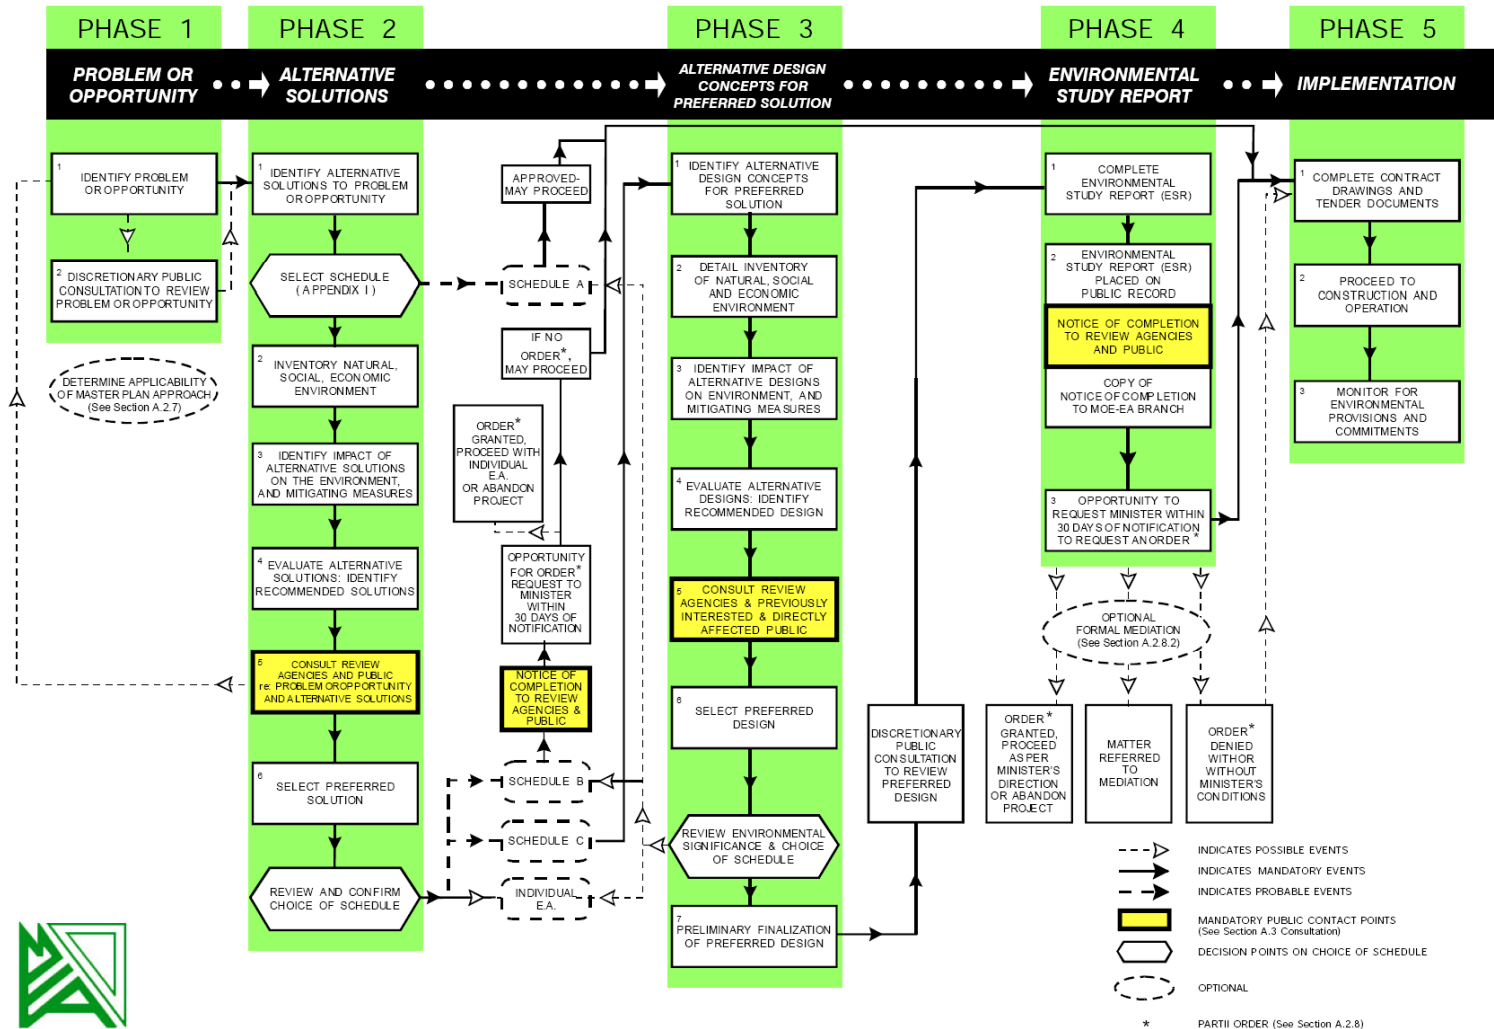 PHASE 1
PHASE 2
PHASE 3
PHASE 4
PHASE 5
PROBLEM OR
OPPORTUNITY
ALTERNATIVE
SOLUTIONS
ALTERNATIVE DESIGN
CONCEPTS FOR
PREFERRED SOLUTION
ENVIRONMENTAL
STUDY REPORT
IMPLEMENTATION
1 IDENTIFY PROBLEM
OR OPPORTUNITY
2 DISCRETIONARY PUBLIC
CONSULTATION TO REVIEW
PROBLEM OR OPPORTUNITY
DETERMINE APPLICABILITY
OF MASTER PLAN APPROACH
(See Section A.2.7)
1 IDENTIFY ALTERNATIVE
SOLUTIONS TO PROBLEM
OR OPPORTUNITY
SELECT SCHEDULE
(APPENDIX I)
2 INVENTORY NATURAL,
SOCIAL, ECONOMIC
ENVIRONMENT
3 IDENTIFY IMPACT OF
ALTERNATIVE SOLUTIONS
ON THE ENVIRONMENT,
AND MITIGATING MEASURES
4 EVALUATE ALTERNATIVE
SOLUTIONS: IDENTIFY
RECOMMENDED SOLUTIONS
5 CONSULT REVIEW
AGENCIES AND PUBLIC
re: PROBLEM OR OPPORTUNITY
AND ALTERNATIVE SOLUTIONS
6 SELECT PREFERRED
SOLUTION
REVIEW AND CONFIRM
CHOICE OF SCHEDULE
APPROVED-
MAY PROCEED
SCHEDULE A
IF NO
ORDER*,
MAY PROCEED
ORDER*
GRANTED,
PROCEED WITH
INDIVIDUAL
E.A.
OR ABANDON
PROJECT
OPPORTUNITY
FOR ORDER*
REQUEST TO
MINISTER
WITHIN
30 DAYS OF
NOTIFICATION
NOTICE OF
COMPLETION
TO REVIEW
AGENCIES &
PUBLIC
SCHEDULE B
SCHEDULE C
INDIVIDUAL
E.A.
1 IDENTIFY ALTERNATIVE
DESIGN CONCEPTS
FOR PREFERRED
SOLUTION
2 DETAIL INVENTORY
OF NATURAL, SOCIAL
AND ECONOMIC
ENVIRONMENT
3 IDENTIFY IMPACT OF
ALTERNATIVE DESIGNS
ON ENVIRONMENT, AND
MITIGATING MEASURES
4 EVALUATE ALTERNATIVE
DESIGNS: IDENTIFY
RECOMMENDED DESIGN
5 CONSULT REVIEW
AGENCIES & PREVIOUSLY
INTERESTED & DIRECTLY
AFFECTED PUBLIC
6 SELECT PREFERRED
DESIGN
REVIEW ENVIRONMENTAL
SIGNIFICANCE & CHOICE
OF SCHEDULE
7 PRELIMINARY FINALIZATION
OF PREFERRED DESIGN
DISCRETIONARY
PUBLIC
CONSULTATION
TO REVIEW
PREFERRED
DESIGN
1 COMPLETE
ENVIRONMENTAL
STUDY REPORT (ESR)
2 ENVIRONMENTAL
STUDY REPORT (ESR)
PLACED ON
PUBLIC RECORD
NOTICE OF COMPLETION
TO REVIEW AGENCIES
AND PUBLIC
COPY OF
NOTICE OF COMPLETION
TO MOE-EA BRANCH
3 OPPORTUNITY TO
REQUEST MINISTER WITHIN
30 DAYS OF NOTIFICATION
TO REQUEST AN ORDER *
OPTIONAL
FORMAL MEDIATION
(See Section A.2.8.2)
ORDER*
GRANTED,
PROCEED
AS PER
MINISTER'S
DIRECTION
OR ABANDON
PROJECT
MATTER
REFERRED
TO
MEDIATION
ORDER*
DENIED
WITH OR
WITHOUT
MINISTER'S
CONDITIONS
1 COMPLETE CONTRACT
DRAWINGS AND
TENDER DOCUMENTS
2 PROCEED TO
CONSTRUCTION AND
OPERATION
3 MONITOR FOR
ENVIRONMENTAL
PROVISIONS AND
COMMITMENTS
INDICATES POSSIBLE EVENTS
INDICATES MANDATORY EVENTS
INDICATES PROBABLE EVENTS
MANDATORY PUBLIC CONTACT POINTS
(See Section A.3 Consultation)
DECISION POINTS ON CHOICE OF SCHEDULE
OPTIONAL
* PART II ORDER (See Section A.2.8)
MEA